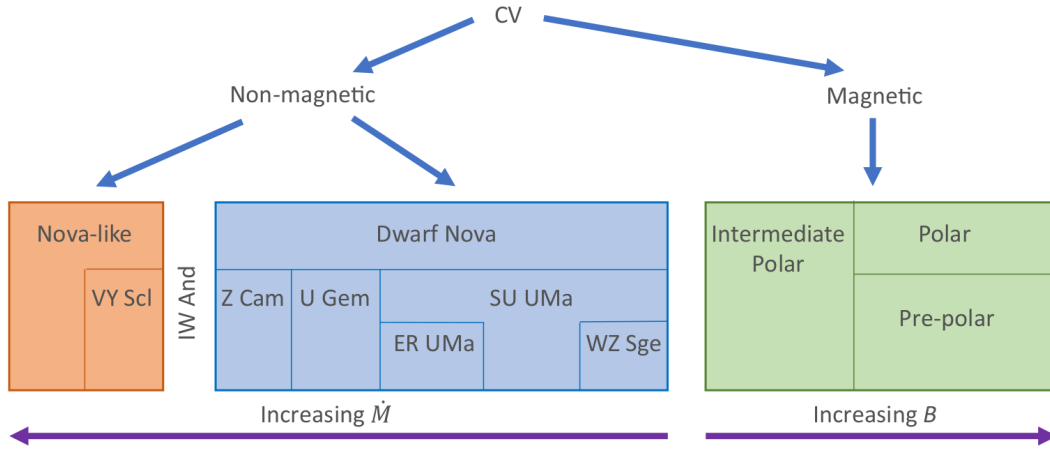 CV
Non-magnetic
Magnetic
Nova-like
VY Scl
IW And
Dwarf Nova
Z Cam
U Gem
SU UMa
ER UMa
WZ Sge
Intermediate
Polar
Polar
Pre-polar
Increasing Ṁ
Increasing B